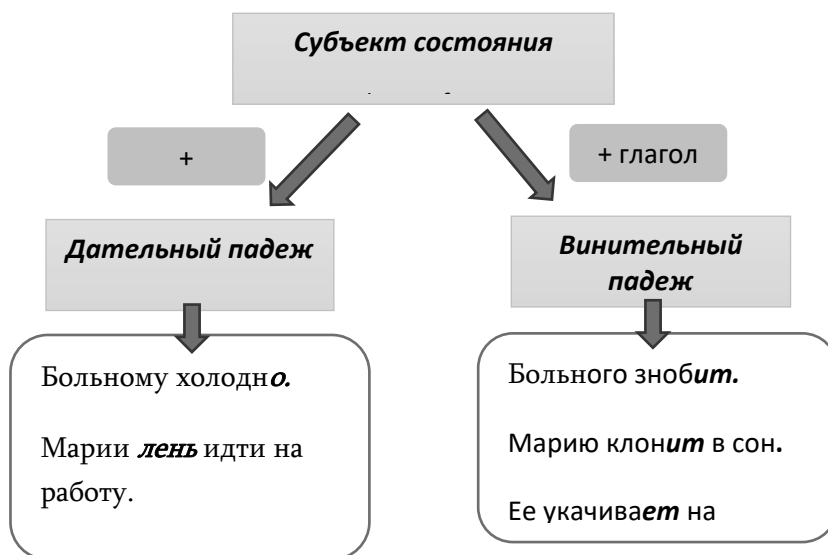 Субъект состояния
+
+ глагол
Дательный падеж
Винительный
падеж
Больному холодно.
Марии лень идти на
работу.
Больного знобит.
Марию клонит в сон.
Ее укачивает на